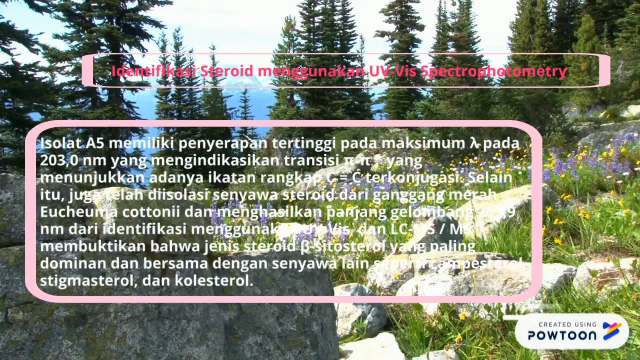 Identifikasi Steroid menggunakan UV-Vis Spectrophotometry
Isolat A5 memiliki penyerapan tertinggi pada maksimum λ pada
203,0 nm yang mengindikasikan transisi π-π * yang
menunjukkan adanya ikatan rangkap C = C terkonjugasi. Selain
itu, juga telah diisolasi senyawa steroid dari ganggang merah
Eucheuma cottonii dan menghasilkan panjang gelombang
nm dari identifikasi menggunakan UV-Vis, dan LC-MS / MS
membuktikan bahwa jenis steroid β-sitosterol yang paling
dominan dan bersama dengan senyawa lain seperti campesterol,
stigmasterol, dan kolesterol.
CREATED USING
POWTOON